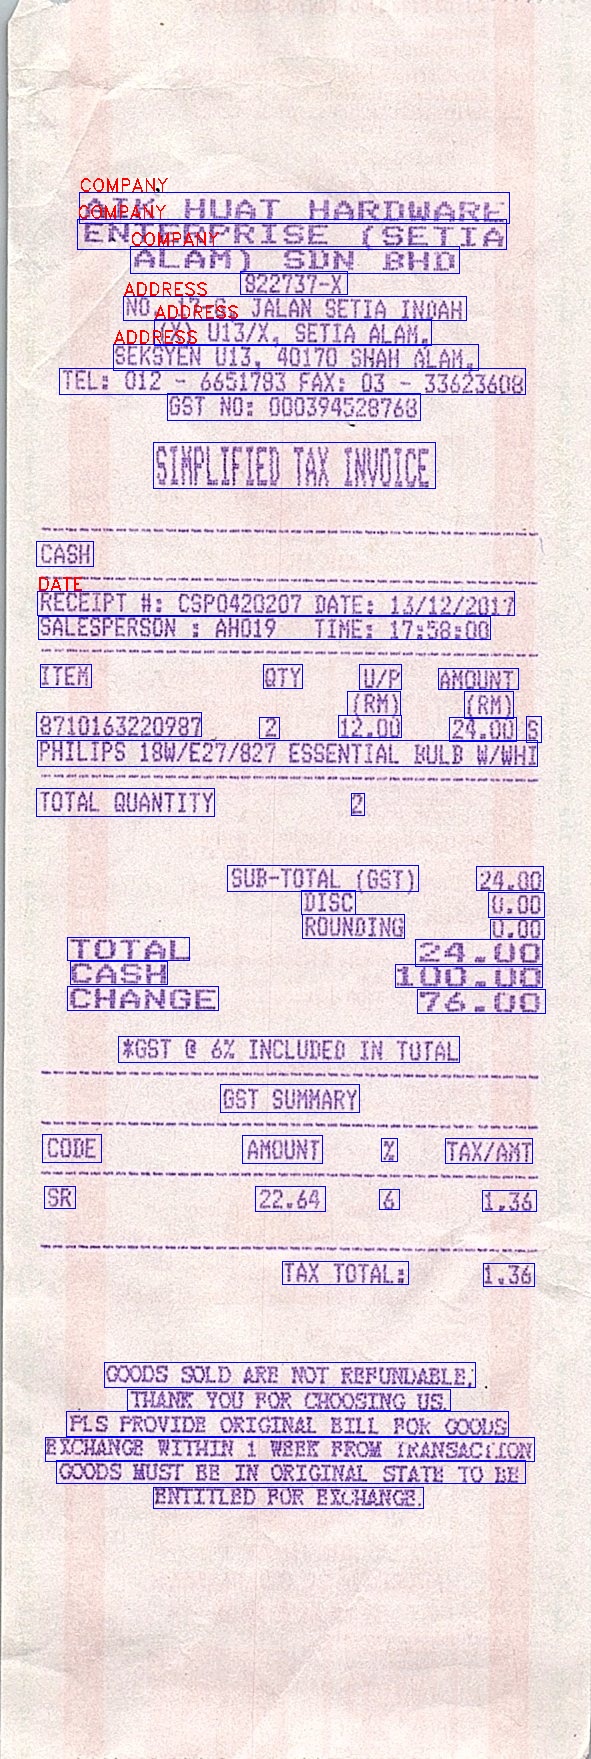 COMPANY
COMPANY HUAT HARDWARE
ENTERPRISE (SETIA
COMPANY
ALAM) SDN BHD
822737-X
ADDRESS
NO. 17-G, JALAN SETIA INDAH
ADDRESS
(X) U13/X, SETIA ALAM,
ADDRESS
SEKSYEN U13, 40170 SHAH ALAM,
TEL: 012 - 6651783 FAX: 03 - 33623608
GST NO: 000394528768
SIMPLIFIED TAX INVOICE
CASH
DATE
RECEIPT #: CSP0420207 DATE: 13/12/2017
SALESPERSON : AH019 TIME: 17:58:00
ITEM QTY U/P AMOUNT
(RM) (RM)
8710163220987 2 12.00 24.00 S
PHILIPS 18W/E27/827 ESSENTIAL BULB W/WHI
TOTAL QUANTITY 2
SUB-TOTAL (GST) 24.00
DISC 0.00
ROUNDING 0.00
TOTAL 24.00
CASH 100.00
CHANGE 76.00
*GST @ 6% INCLUDED IN TOTAL
GST SUMMARY
CODE AMOUNT % TAX/AMT
SR 22.64 6 1.36
TAX TOTAL: 1.36
GOODS SOLD ARE NOT REFUNDABLE,
THANK YOU FOR CHOOSING US.
PLS PROVIDE ORIGINAL BILL FOR GOODS
EXCHANGE WITHIN 1 WEEK FROM TRANSACTION
GOODS MUST BE IN ORIGINAL STATE TO BE
ENTITLED FOR EXCHANGE.